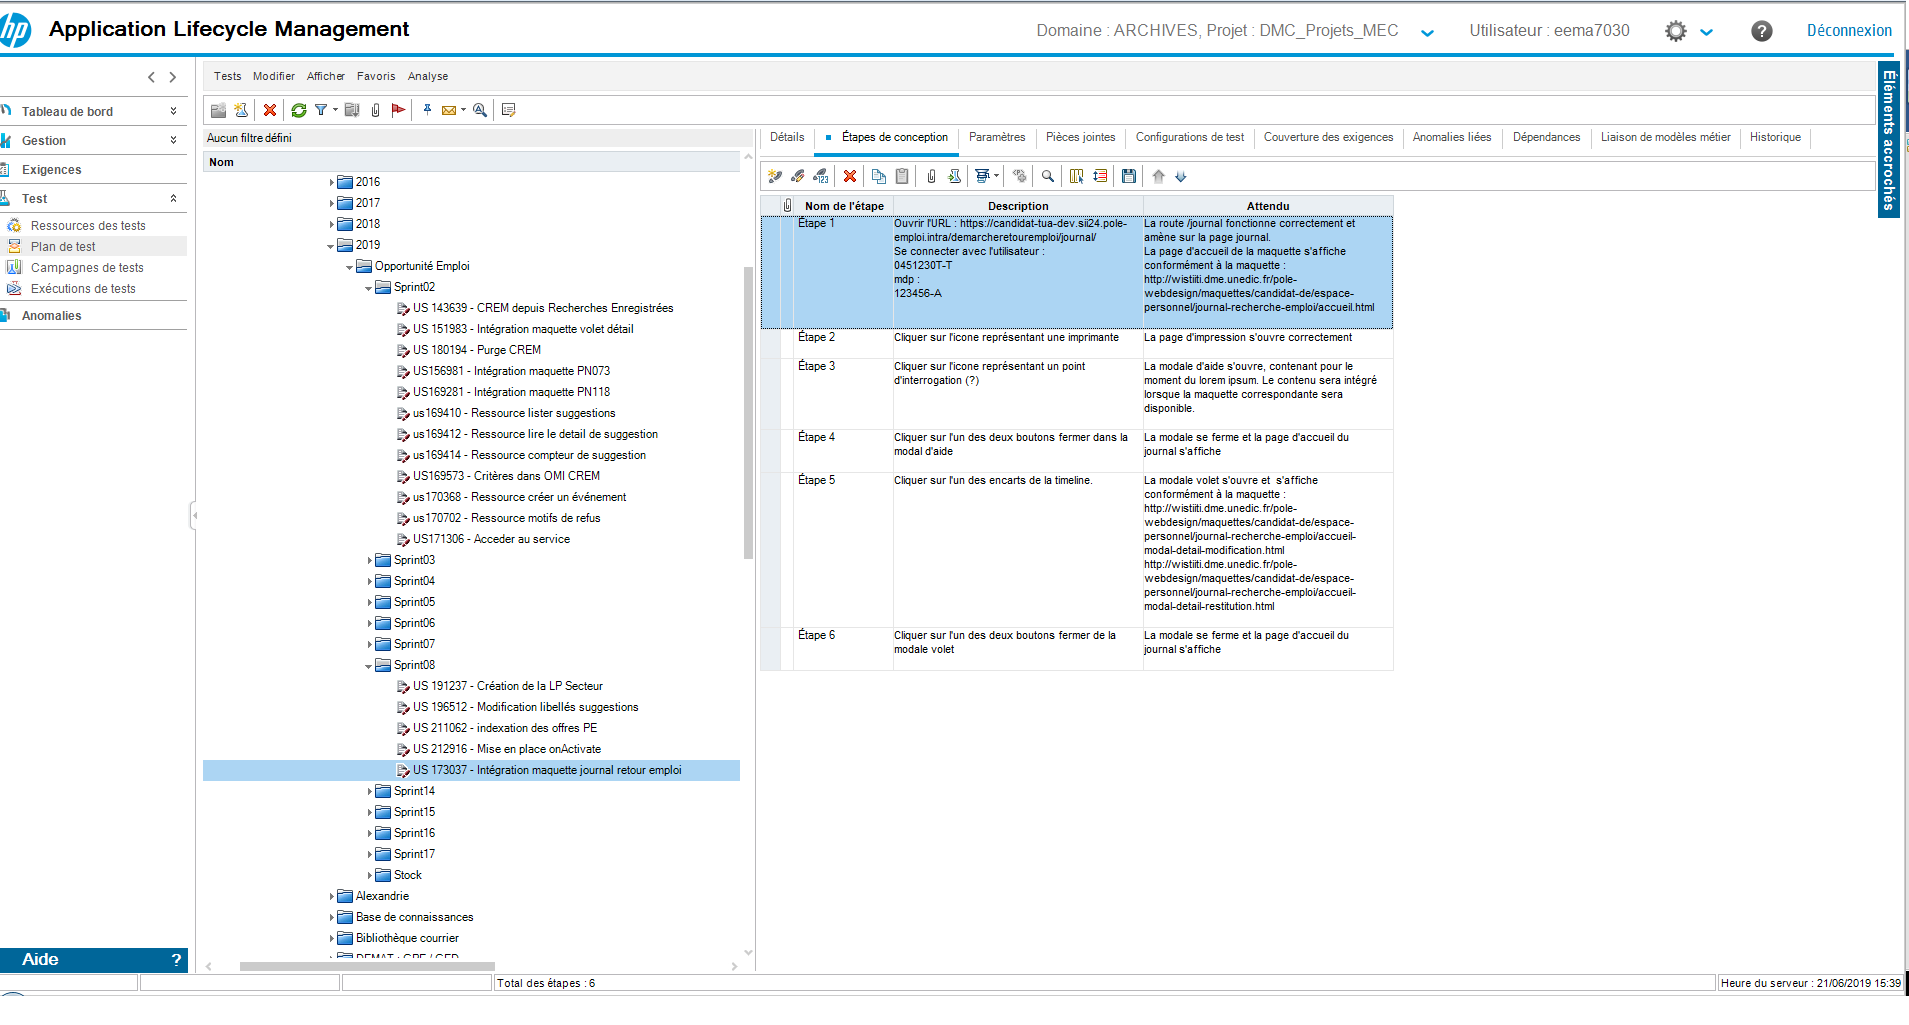 hp Application Lifecycle Management
Domaine : ARCHIVES, Projet : DMC_Projets_MEC
Utilisateur : eema7030
Déconnexion
Tableau de bord
Gestion
Exigences
Test
Ressources des tests
Plan de test
Campagnes de tests
Exécutions de tests
Anomalies
Aide ?
Tests Modifier Afficher Favoris Analyse
Aucun filtre défini
Nom
2016
2017
2018
2019
Opportunité Emploi
Sprint02
US 143639 - CREM depuis Recherches Enregistrées
US 151983 - Intégration maquette volet détail
US 180194 - Purge CREM
US156981 - Intégration maquette PN073
US169281 - Intégration maquette PN118
us169410 - Ressource lister suggestions
us169412 - Ressource lire le detail de suggestion
us169414 - Ressource compteur de suggestion
US169573 - Critères dans OMI CREM
us170368 - Ressource créer un événement
us170702 - Ressource motifs de refus
US171306 - Acceder au service
Sprint03
Sprint04
Sprint05
Sprint06
Sprint07
Sprint08
US 191237 - Création de la LP Secteur
US 196512 - Modification libellés suggestions
US 211062 - indexation des offres PE
US 212916 - Mise en place onActivate
US 173037 - Intégration maquette journal retour emploi
Sprint14
Sprint15
Sprint16
Sprint17
Stock
Alexandrie
Base de connaissances
Bibliothèque courrier
DEMAT : GPF / GED
Détails Étapes de conception Paramètres Pièces jointes Configurations de test Couverture des exigences Anomalies liées Dépendances Liaison de modèles métier Historique
Nom de l'étape Description Attendu
Étape 1
Ouvrir l'URL : https://candidat-tua-dev.sii24.pole-
emploi.intra/demarcheretouremploi/journal/
Se connecter avec l'utilisateur :
0451230T-T
mdp :
123456-A
La route /journal fonctionne correctement et
amène sur la page journal.
La page d'accueil de la maquette s'affiche
conformément à la maquette :
http://wistiiti.dme.unedic.fr/pole-
webdesign/maquettes/candidat-de/espace-
personnel/journal-recherche-emploi/accueil.html
Étape 2
Cliquer sur l'icone représentant une imprimante
La page d'impression s'ouvre correctement
Étape 3
Cliquer sur l'icone représentant un point
d'interrogation (?)
La modale d'aide s'ouvre, contenant pour le
moment du lorem ipsum. Le contenu sera intégré
lorsque la maquette correspondante sera
disponible.
Étape 4
Cliquer sur l'un des deux boutons fermer dans la
modal d'aide
La modale se ferme et la page d'accueil du
journal s'affiche
Étape 5
Cliquer sur l'un des encarts de la timeline.
La modale volet s'ouvre et s'affiche
conformément à la maquette :
http://wistiiti.dme.unedic.fr/pole-
webdesign/maquettes/candidat-de/espace-
personnel/journal-recherche-emploi/accueil-
modal-detail-modification.html
http://wistiiti.dme.unedic.fr/pole-
webdesign/maquettes/candidat-de/espace-
personnel/journal-recherche-emploi/accueil-
modal-detail-restitution.html
Étape 6
Cliquer sur l'un des deux boutons fermer de la
modale volet
La modale se ferme et la page d'accueil du
journal s'affiche
Éléments accrochés
Total des étapes : 6
Heure du serveur : 21/06/2019 15:39